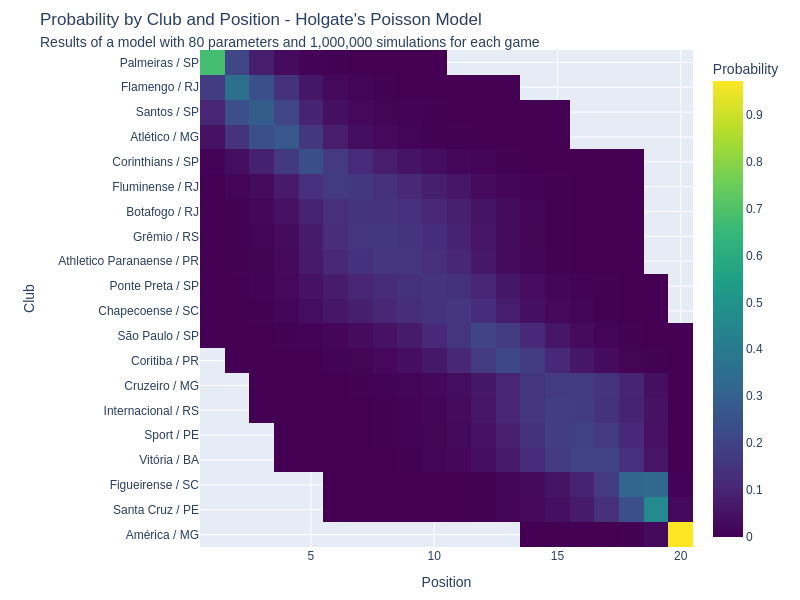 Probability by Club and Position - Holgate's Poisson Model
Results of a model with 80 parameters and 1,000,000 simulations for each game
Probability
Palmeiras / SP
Flamengo / RJ
Santos / SP
Atlético / MG
Corinthians / SP
Fluminense / RJ
Botafogo / RJ
Grêmio / RS
Athletico Paranaense / PR
Ponte Preta / SP
Chapecoense / SC
São Paulo / SP
Coritiba / PR
Cruzeiro / MG
Internacional / RS
Sport / PE
Vitória / BA
Figueirense / SC
Santa Cruz / PE
América / MG
Club
5
10
15
20
Position
0.9
0.8
0.7
0.6
0.5
0.4
0.3
0.2
0.1
0